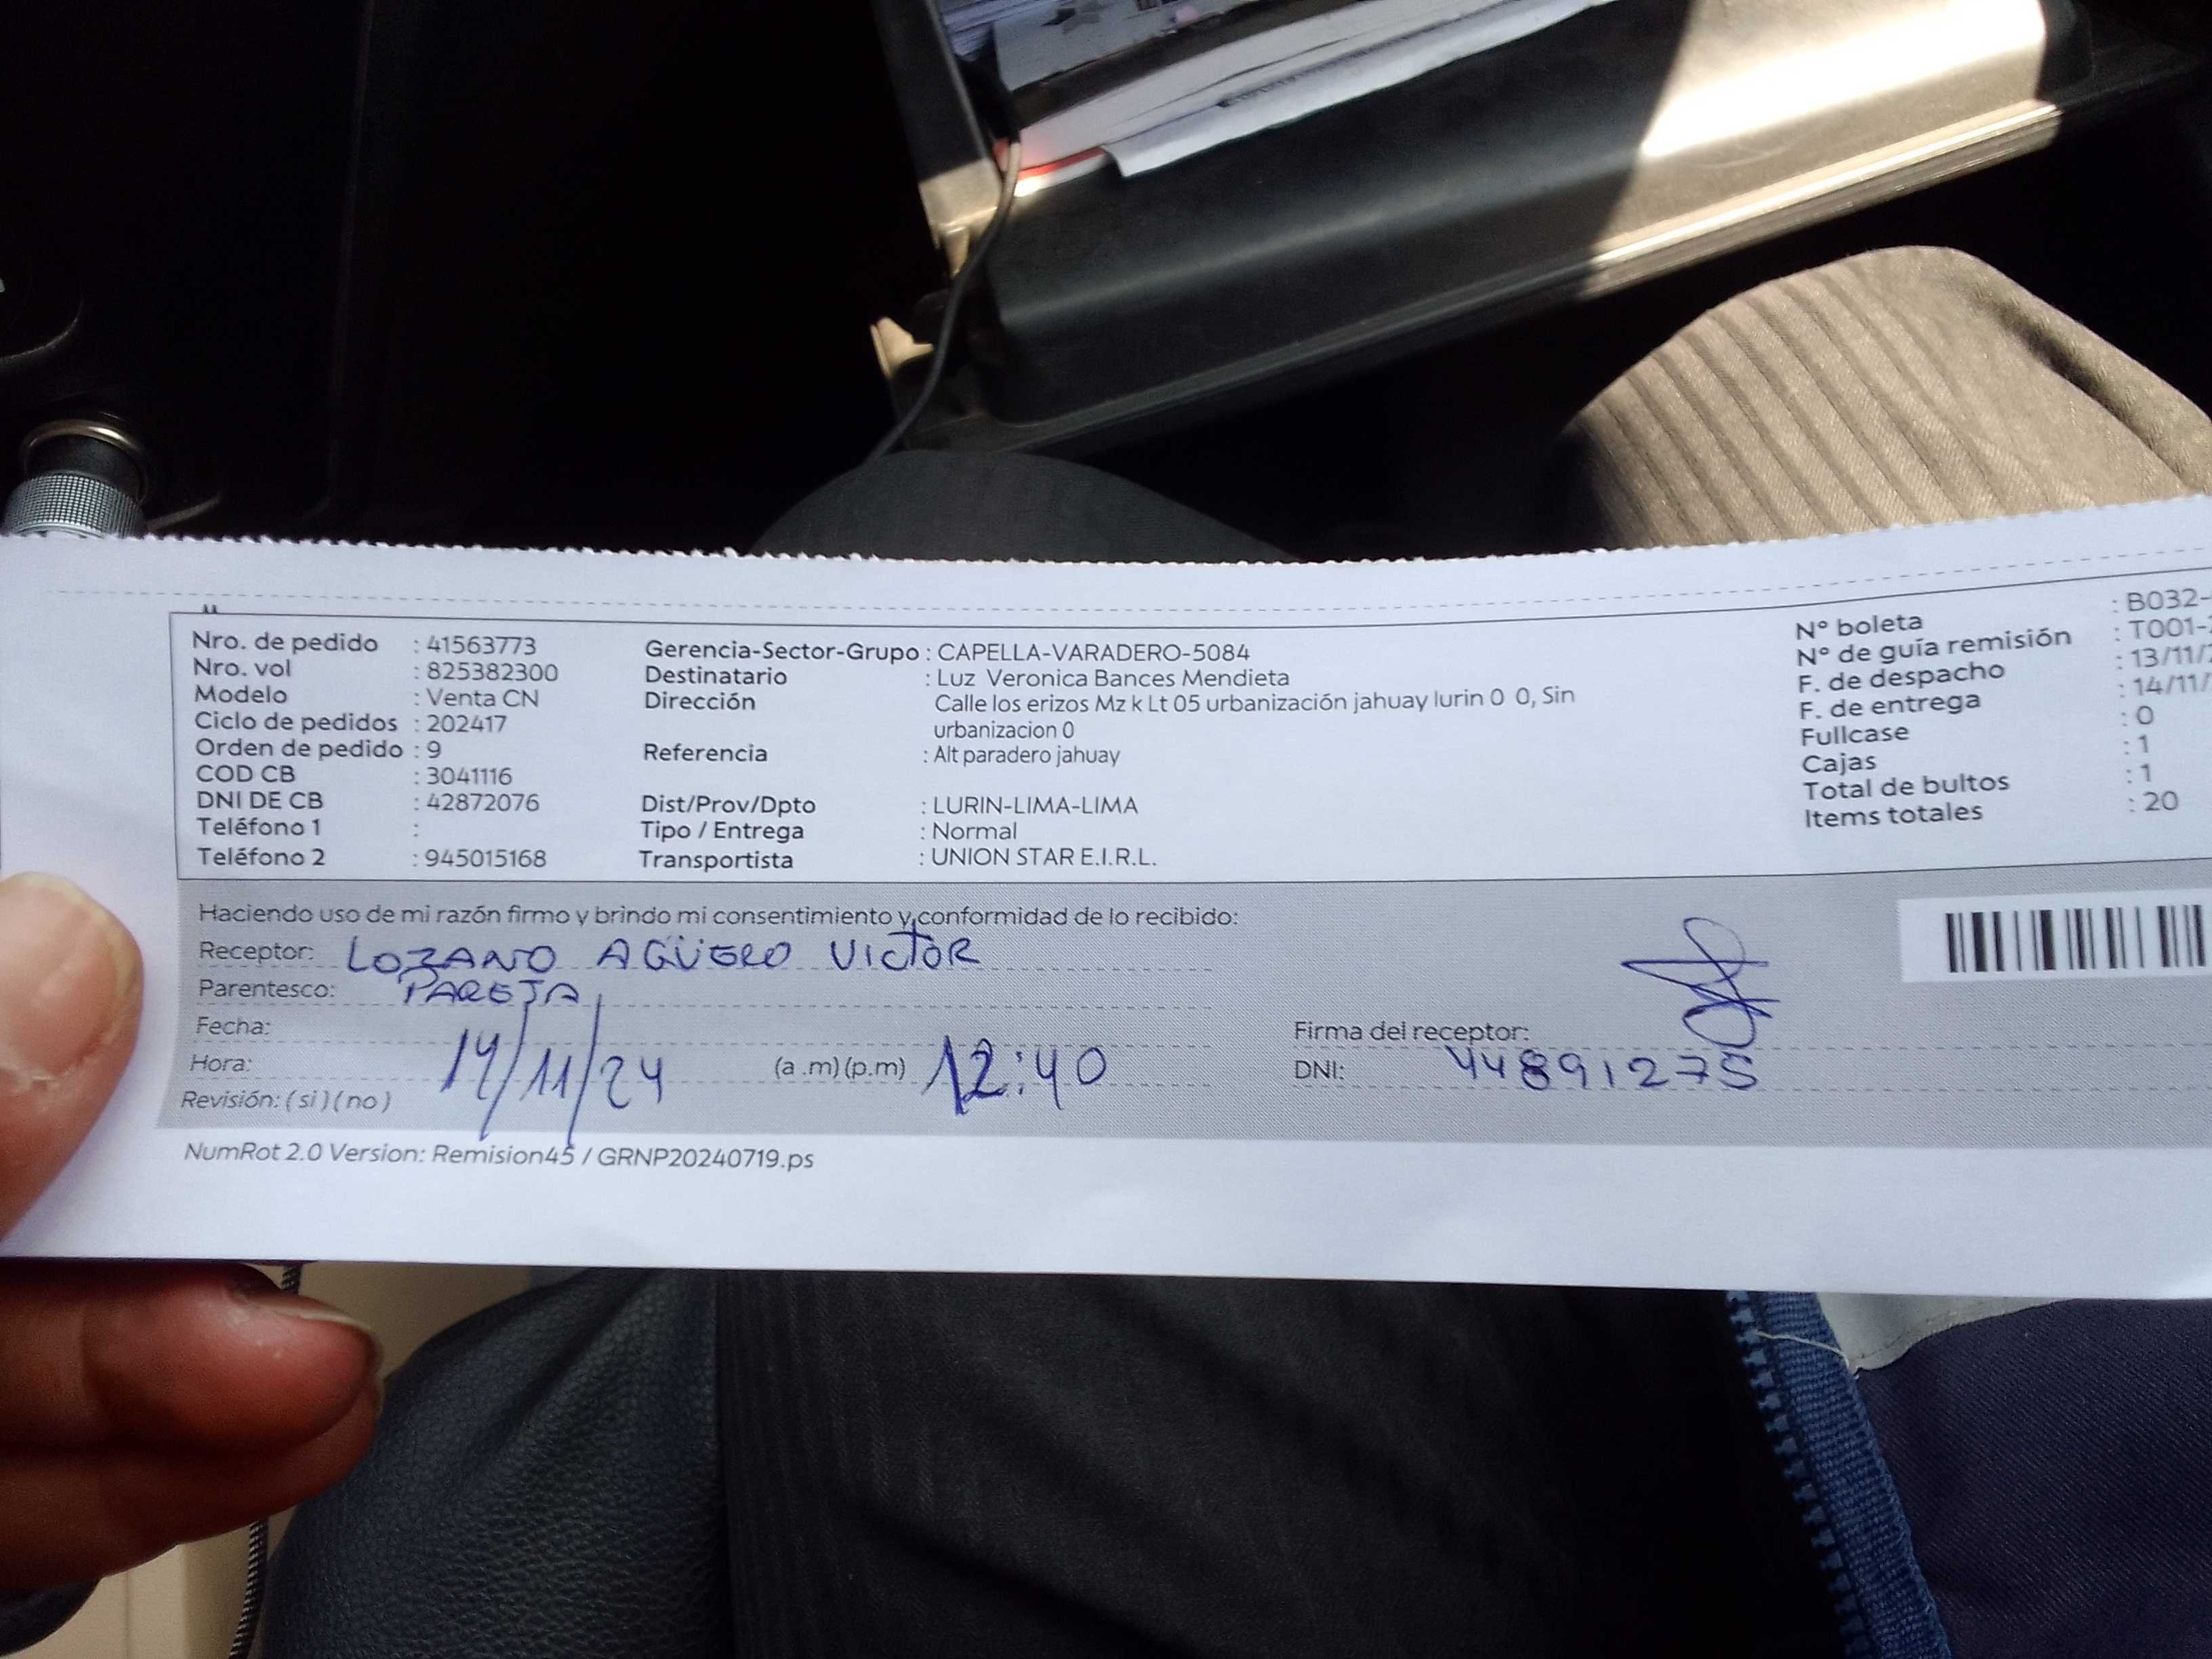 Nro. de pedido : 41563773
Nro. vol : 825382300
Modelo : Venta CN
Ciclo de pedidos : 202417
Orden de pedido : 9
COD CB : 3041116
DNI DE CB : 42872076
Teléfono 1 :
Teléfono 2 : 945015168
Gerencia-Sector-Grupo : CAPELLA-VARADERO-5084
Destinatario : Luz Veronica Bances Mendieta
Dirección Calle los erizos Mz k Lt 05 urbanización jahuay lurin 0 0, Sin
urbanizacion 0
Referencia : Alt paradero jahuay
Dist/Prov/Dpto : LURIN-LIMA-LIMA
Tipo / Entrega : Normal
Transportista : UNION STAR E.I.R.L.
N° boleta : B032-
N° de guía remisión : T001-
F. de despacho : 13/11/
F. de entrega : 14/11/
Fullcase : 0
Cajas : 1
Total de bultos : 1
Items totales : 20
Haciendo uso de mi razón firmo y brindo mi consentimiento y conformidad de lo recibido:
Receptor: LOZANO AGÜERO VICTOR
Parentesco: PAREJA
Fecha: 14/11/24
Hora: (a .m) (p.m) 12:40
Revisión: ( si ) ( no )
Firma del receptor:
DNI: 44891275
NumRot 2.0 Version: Remision45 / GRNP20240719.ps